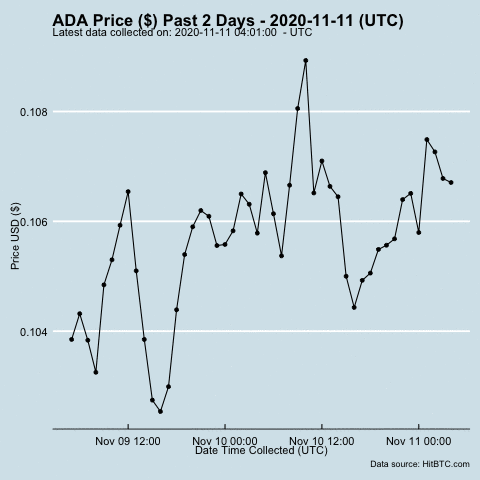 ADA Price ($) Past 2 Days - 2020-11-11 (UTC)
Latest data collected on: 2020-11-11 04:01:00 - UTC
0.108
0.106
0.104
Price USD ($)
Nov 09 12:00 Nov 10 00:00 Nov 10 12:00 Nov 11 00:00
Date Time Collected (UTC)
Data source: HitBTC.com